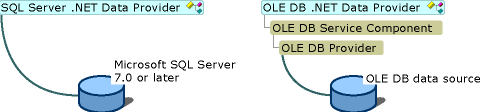 SQL Server .NET Data Provider
Microsoft SQL Server
7.0 or later
OLE DB .NET Data Provider
OLE DB Service Component
OLE DB Provider
OLE DB data source